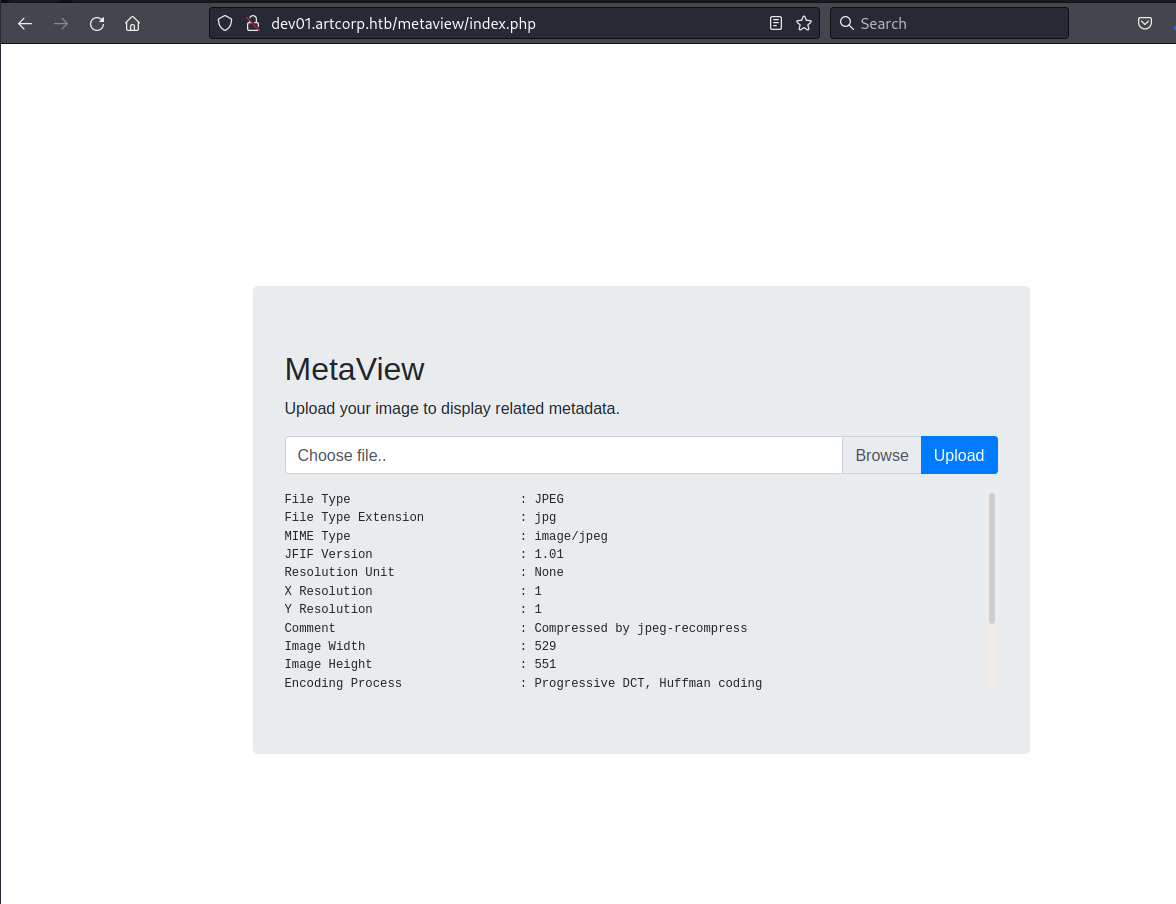 dev01.artcorp.htb/metaview/index.php
Search
MetaView
Upload your image to display related metadata.
Choose file..
Browse
Upload
File Type : JPEG
File Type Extension : jpg
MIME Type : image/jpeg
JFIF Version : 1.01
Resolution Unit : None
X Resolution : 1
Y Resolution : 1
Comment : Compressed by jpeg-recompress
Image Width : 529
Image Height : 551
Encoding Process : Progressive DCT, Huffman coding